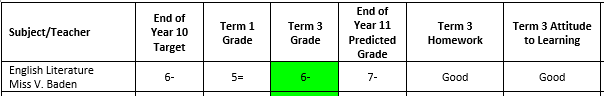 Subject/Teacher
End of
Year 10
Target
Term 1
Grade
Term 3
Grade
End of
Year 11
Predicted
Grade
Term 3
Homework
Term 3 Attitude
to Learning
English Literature
Miss V. Baden
6-
5=
6-
7-
Good
Good